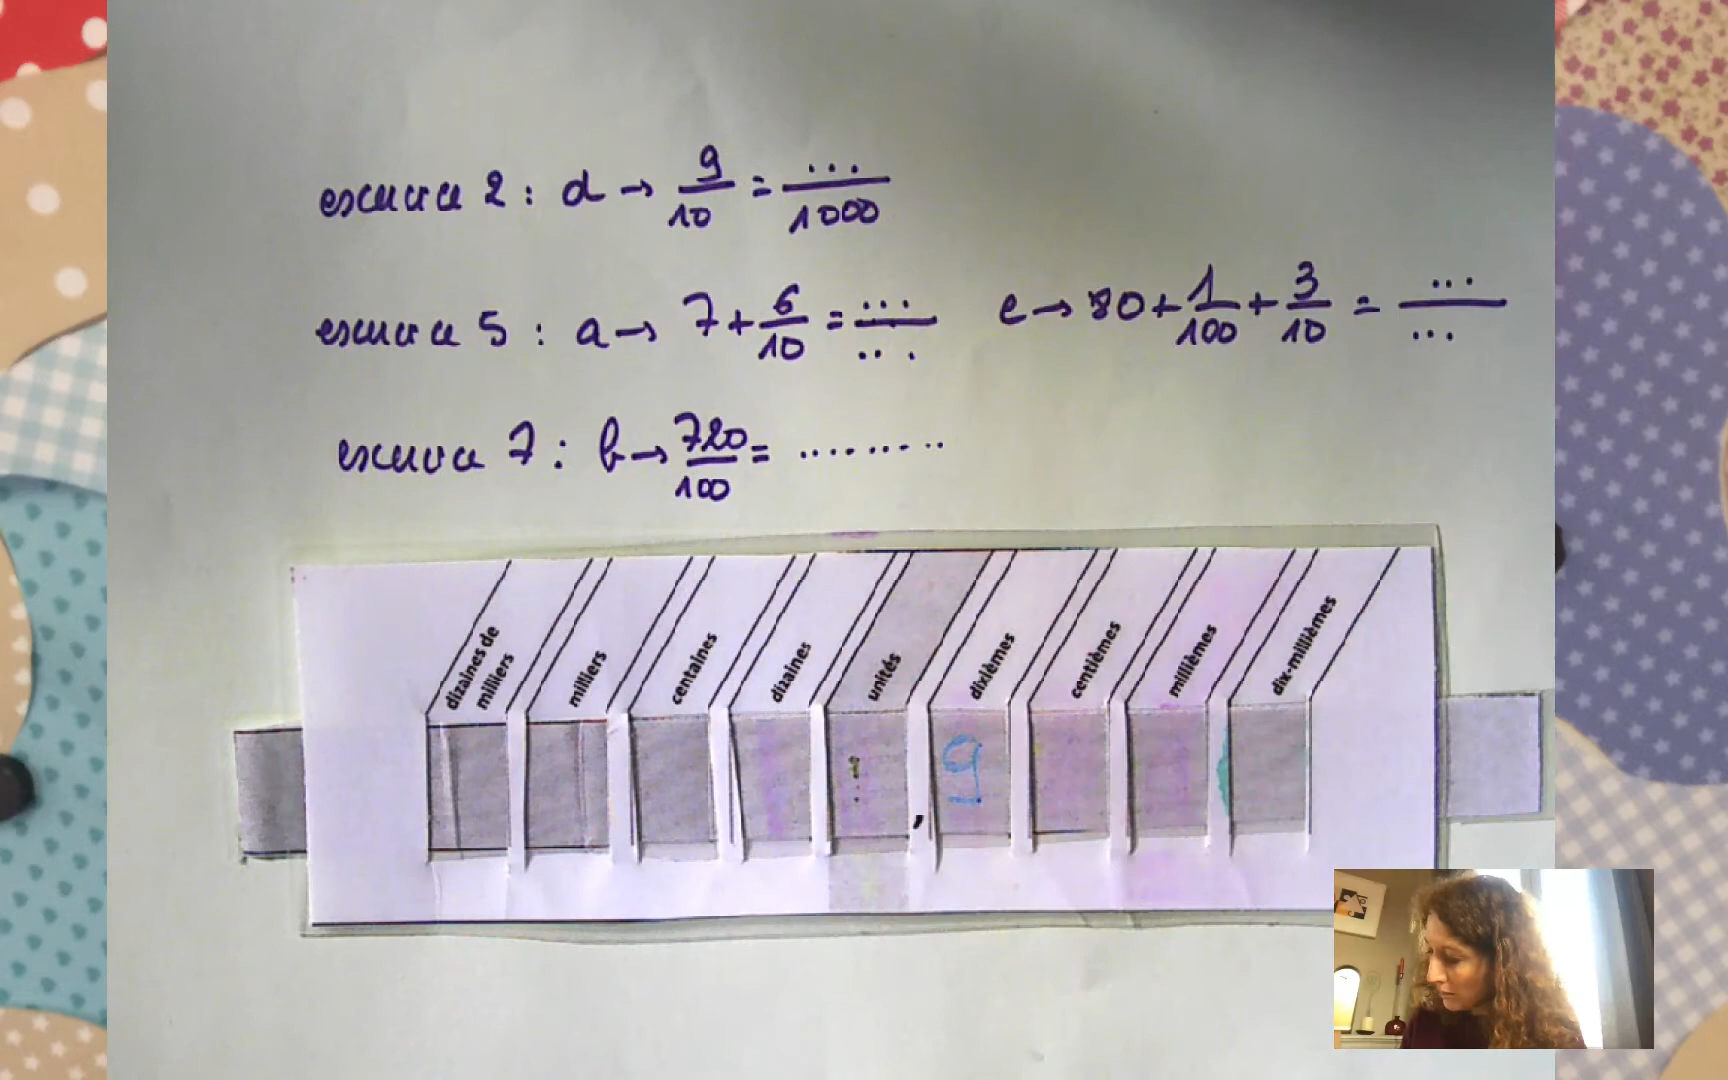 exercice 2 : d → 9/10 = .../1000
exercice 5 : a → 7 + 6/10 = .../... e → 80 + 1/100 + 3/10 = .../...
exercice 7 : b → 720/100 = .........
dizaines de milliers
milliers
centaines
dizaines
unités
dixièmes
centièmes
millièmes
dix-millièmes
, 9